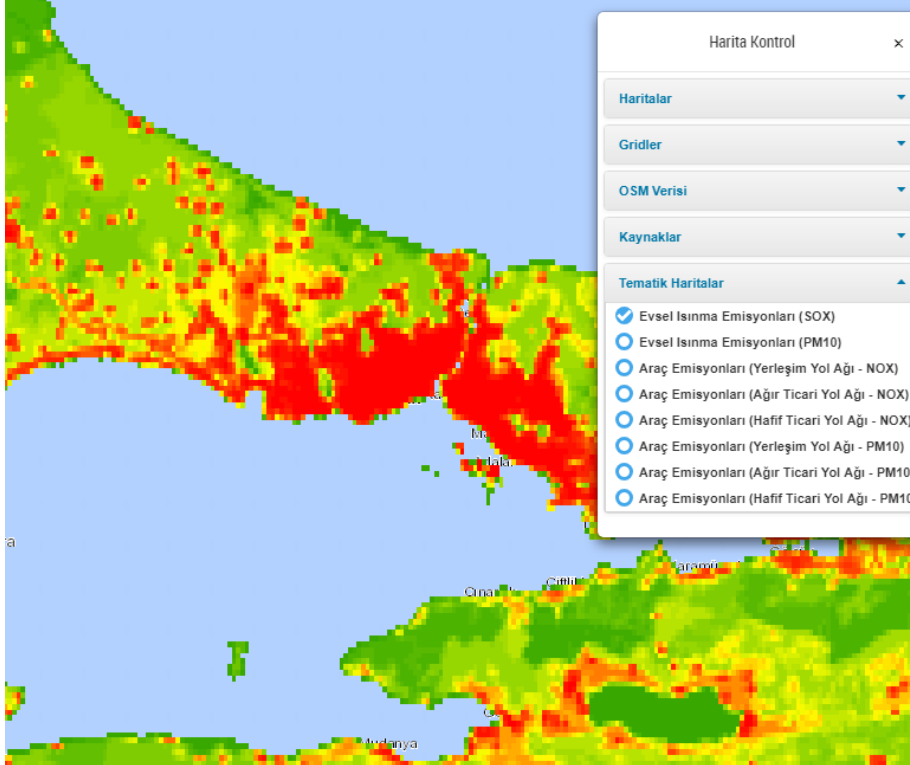 Harita Kontrol ×
Haritalar
Gridler
OSM Verisi
Kaynaklar
Tematik Haritalar
Evsel Isınma Emisyonları (SOX)
Evsel Isınma Emisyonları (PM10)
Araç Emisyonları (Yerleşim Yol Ağı - NOX)
Araç Emisyonları (Ağır Ticari Yol Ağı - NOX)
Araç Emisyonları (Hafif Ticari Yol Ağı - NOX)
Araç Emisyonları (Yerleşim Yol Ağı - PM10)
Araç Emisyonları (Ağır Ticari Yol Ağı - PM10
Araç Emisyonları (Hafif Ticari Yol Ağı - PM10
Mudanya